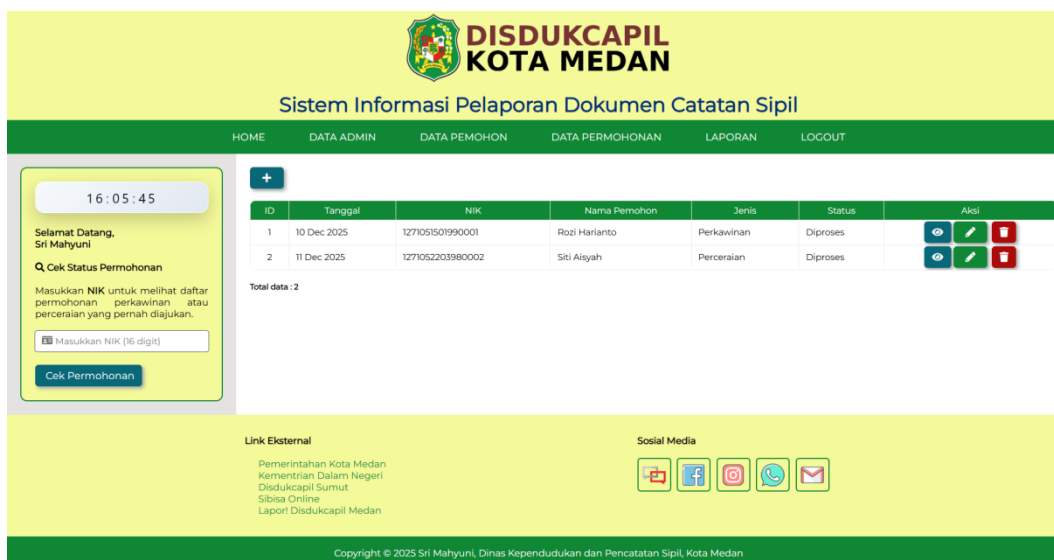 DISDUKCAPIL
KOTA MEDAN
Sistem Informasi Pelaporan Dokumen Catatan Sipil
HOME DATA ADMIN DATA PEMOHON DATA PERMOHONAN LAPORAN LOGOUT
16:05:45
Selamat Datang,
Sri Mahyuni
Cek Status Permohonan
Masukkan NIK untuk melihat daftar
permohonan perkawinan atau
perceraian yang pernah diajukan.
Masukkan NIK (16 digit)
Cek Permohonan
+
ID Tanggal NIK Nama Pemohon Jenis Status Aksi
1 10 Dec 2025 1271051501990001 Rozi Harianto Perkawinan Diproses
2 11 Dec 2025 1271052203980002 Siti Aisyah Perceraian Diproses
Total data : 2
Link Eksternal
Pemerintahan Kota Medan
Kementrian Dalam Negeri
Disdukcapil Sumut
Sibisa Online
Lapor! Disdukcapil Medan
Sosial Media
Copyright © 2025 Sri Mahyuni, Dinas Kependudukan dan Pencatatan Sipil, Kota Medan